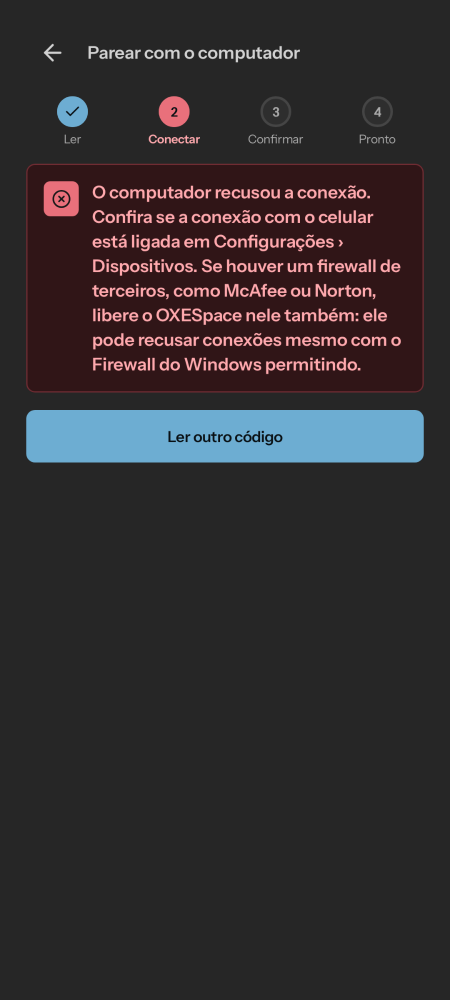 Parear com o computador
2
3
4
Ler
Conectar
Confirmar
Pronto
O computador recusou a conexão.
Confira se a conexão com o celular
está ligada em Configurações ›
Dispositivos. Se houver um firewall de
terceiros, como McAfee ou Norton,
libere o OXESpace nele também: ele
pode recusar conexões mesmo com o
Firewall do Windows permitindo.
Ler outro código